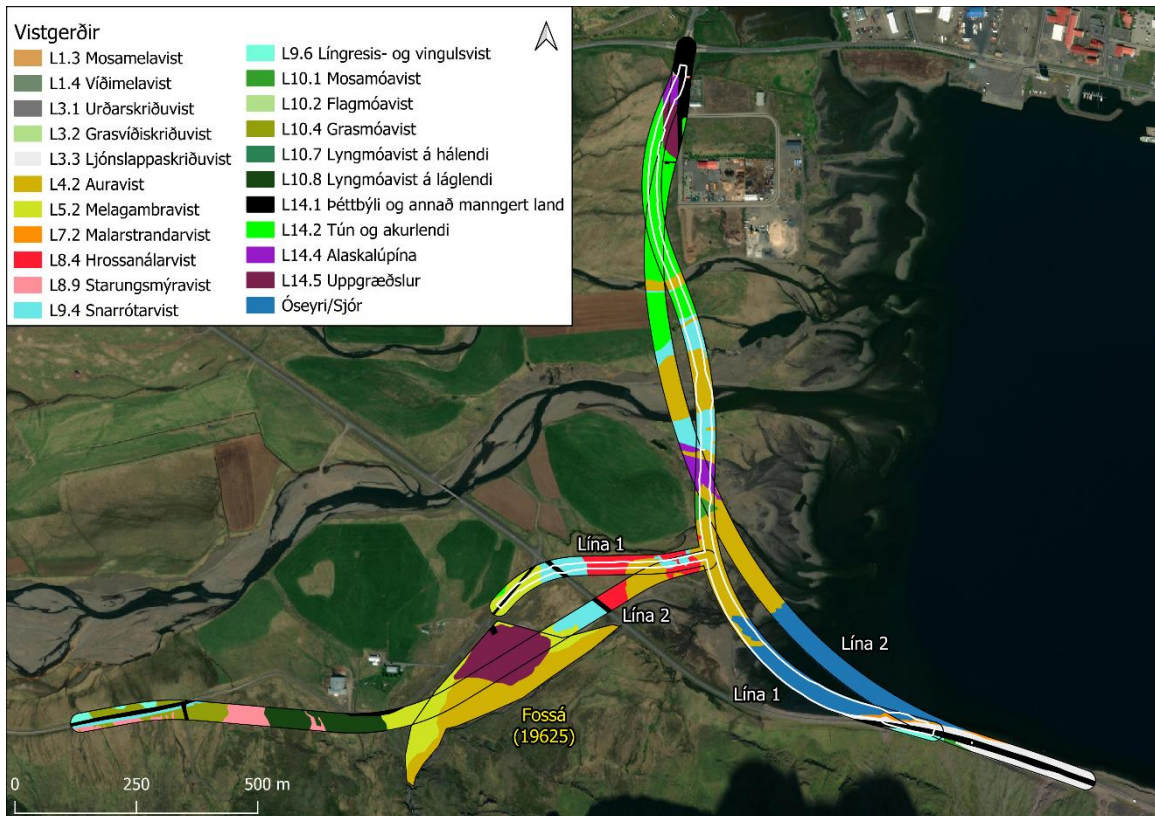 Vistgerðir
L1.3 Mosamelavist
L1.4 Víðimelavist
L3.1 Urðarskriðuvist
L3.2 Grasvíðiskriðuvist
L3.3 Ljónslappaskriðuvist
L4.2 Auravist
L5.2 Melagambravist
L7.2 Malarstrandarvist
L8.4 Hrossanálarvist
L8.9 Starungsmýravist
L9.4 Snarrótarvist
L9.6 Língresis- og vingulsvist
L10.1 Mosamóavist
L10.2 Flagmóavist
L10.4 Grasmóavist
L10.7 Lyngmóavist á hálendi
L10.8 Lyngmóavist á láglendi
L14.1 Þéttbýli og annað manngert land
L14.2 Tún og akurlendi
L14.4 Alaskalúpína
L14.5 Uppgræðslur
Óseyri/Sjór
Lína 1
Lína 2
Lína 2
Lína 1
Fossá
(19625)
0 250 500 m